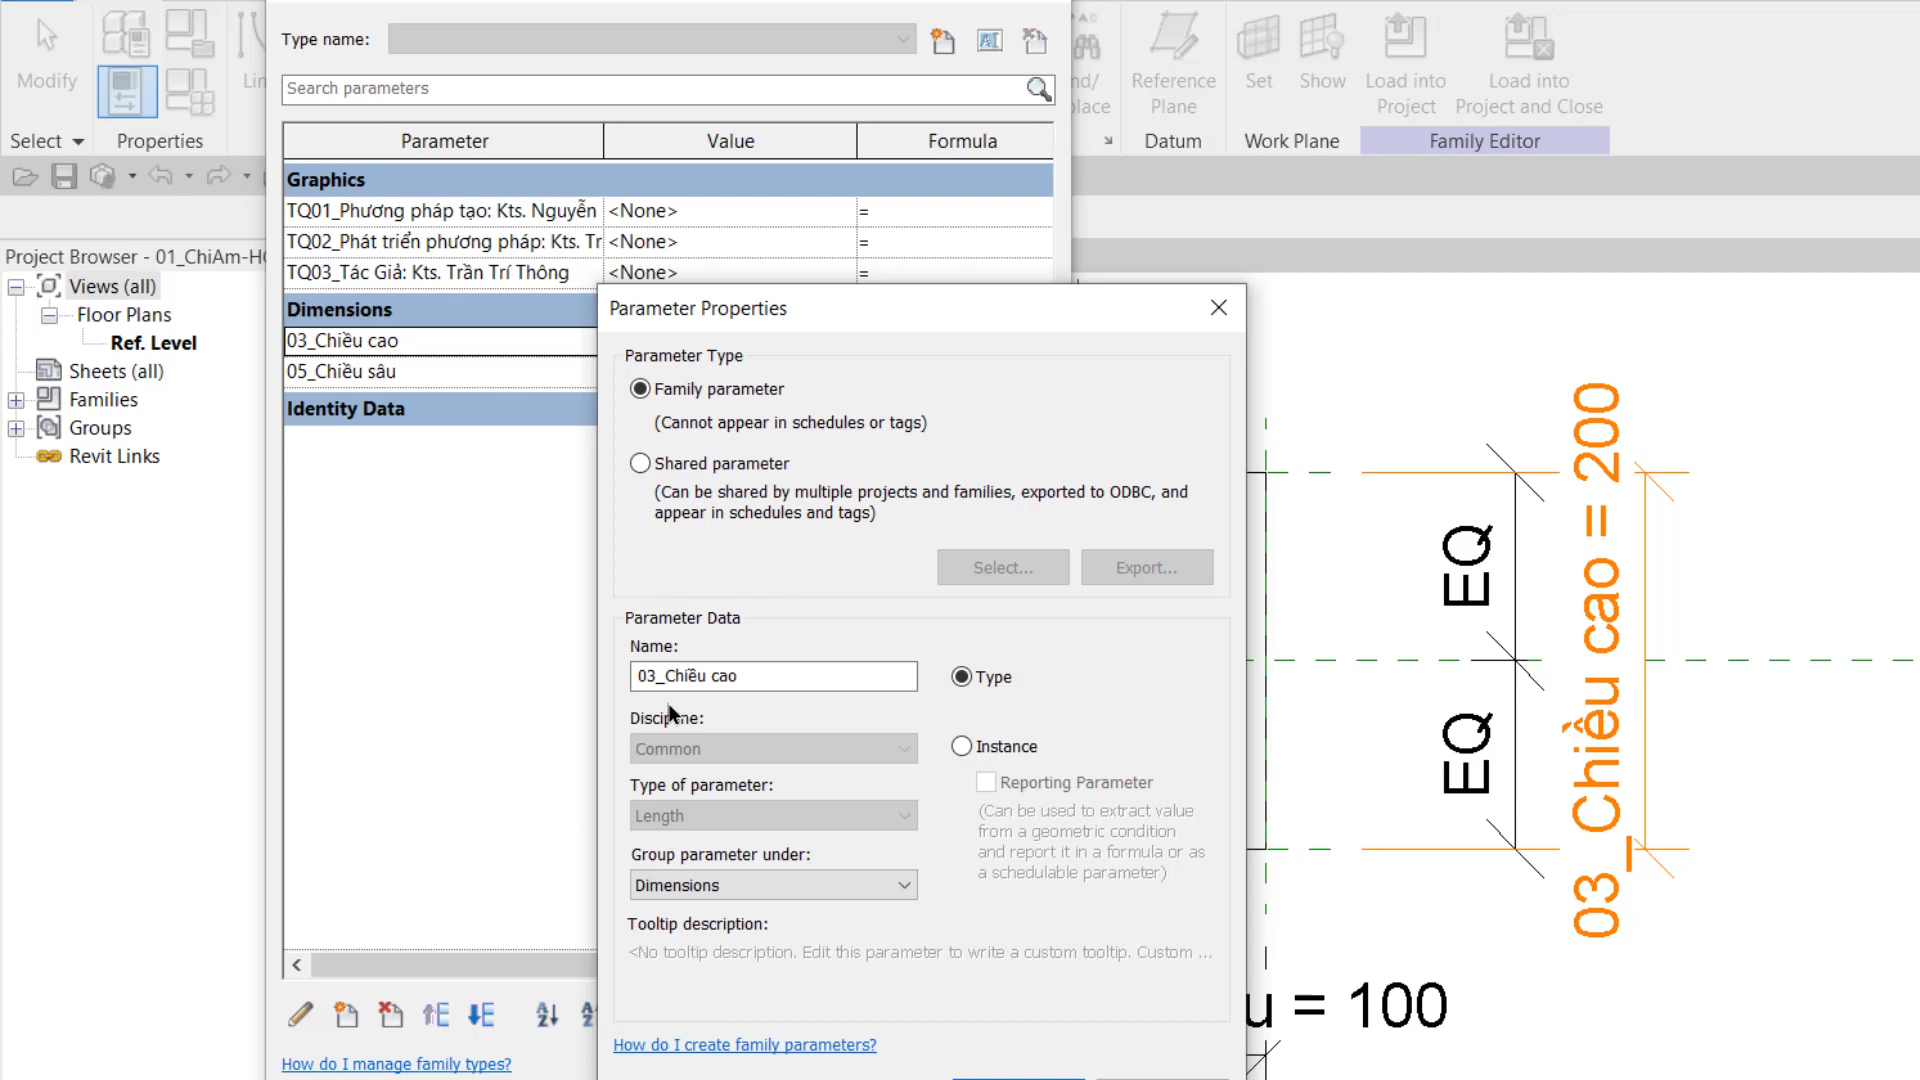 Type name:
Modify
Search parameters
Reference
Plane
Set
Show
Load into
Project
Load into
Project and Close
Select
Properties
Parameter
Value
Formula
Datum
Work Plane
Family Editor
Graphics
TQ01_Phương pháp tạo: Kts. Nguyễn <None> =
TQ02_Phát triển phương pháp: Kts. Tr <None> =
TQ03_Tác Giả: Kts. Trần Trí Thông <None> =
Project Browser - 01_ChiAm-H
Views (all)
Floor Plans
Ref. Level
Sheets (all)
Families
Groups
Revit Links
Dimensions
03_Chiều cao
05_Chiều sâu
Identity Data
Parameter Properties
Parameter Type
Family parameter
(Cannot appear in schedules or tags)
Shared parameter
(Can be shared by multiple projects and families, exported to ODBC, and
appear in schedules and tags)
Select...
Export...
Parameter Data
Name:
03_Chiều cao
Type
Discipline:
Common
Instance
Type of parameter:
Reporting Parameter
Length
(Can be used to extract value
from a geometric condition
and report it in a formula or as
a schedulable parameter)
Group parameter under:
Dimensions
Tooltip description:
<No tooltip description. Edit this parameter to write a custom tooltip. Custom ...
How do I create family parameters?
How do I manage family types?
EQ
EQ
03_Chiều cao = 200
u = 100